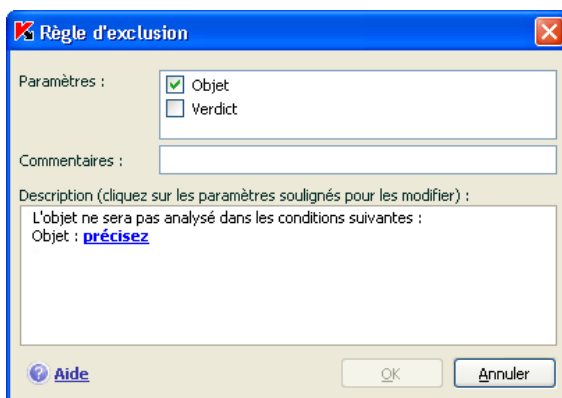 Règle d'exclusion
Paramètres :
Objet
Verdict
Commentaires :
Description (cliquez sur les paramètres soulignés pour les modifier) :
L'objet ne sera pas analysé dans les conditions suivantes :
Objet : précisez
Aide
OK
Annuler